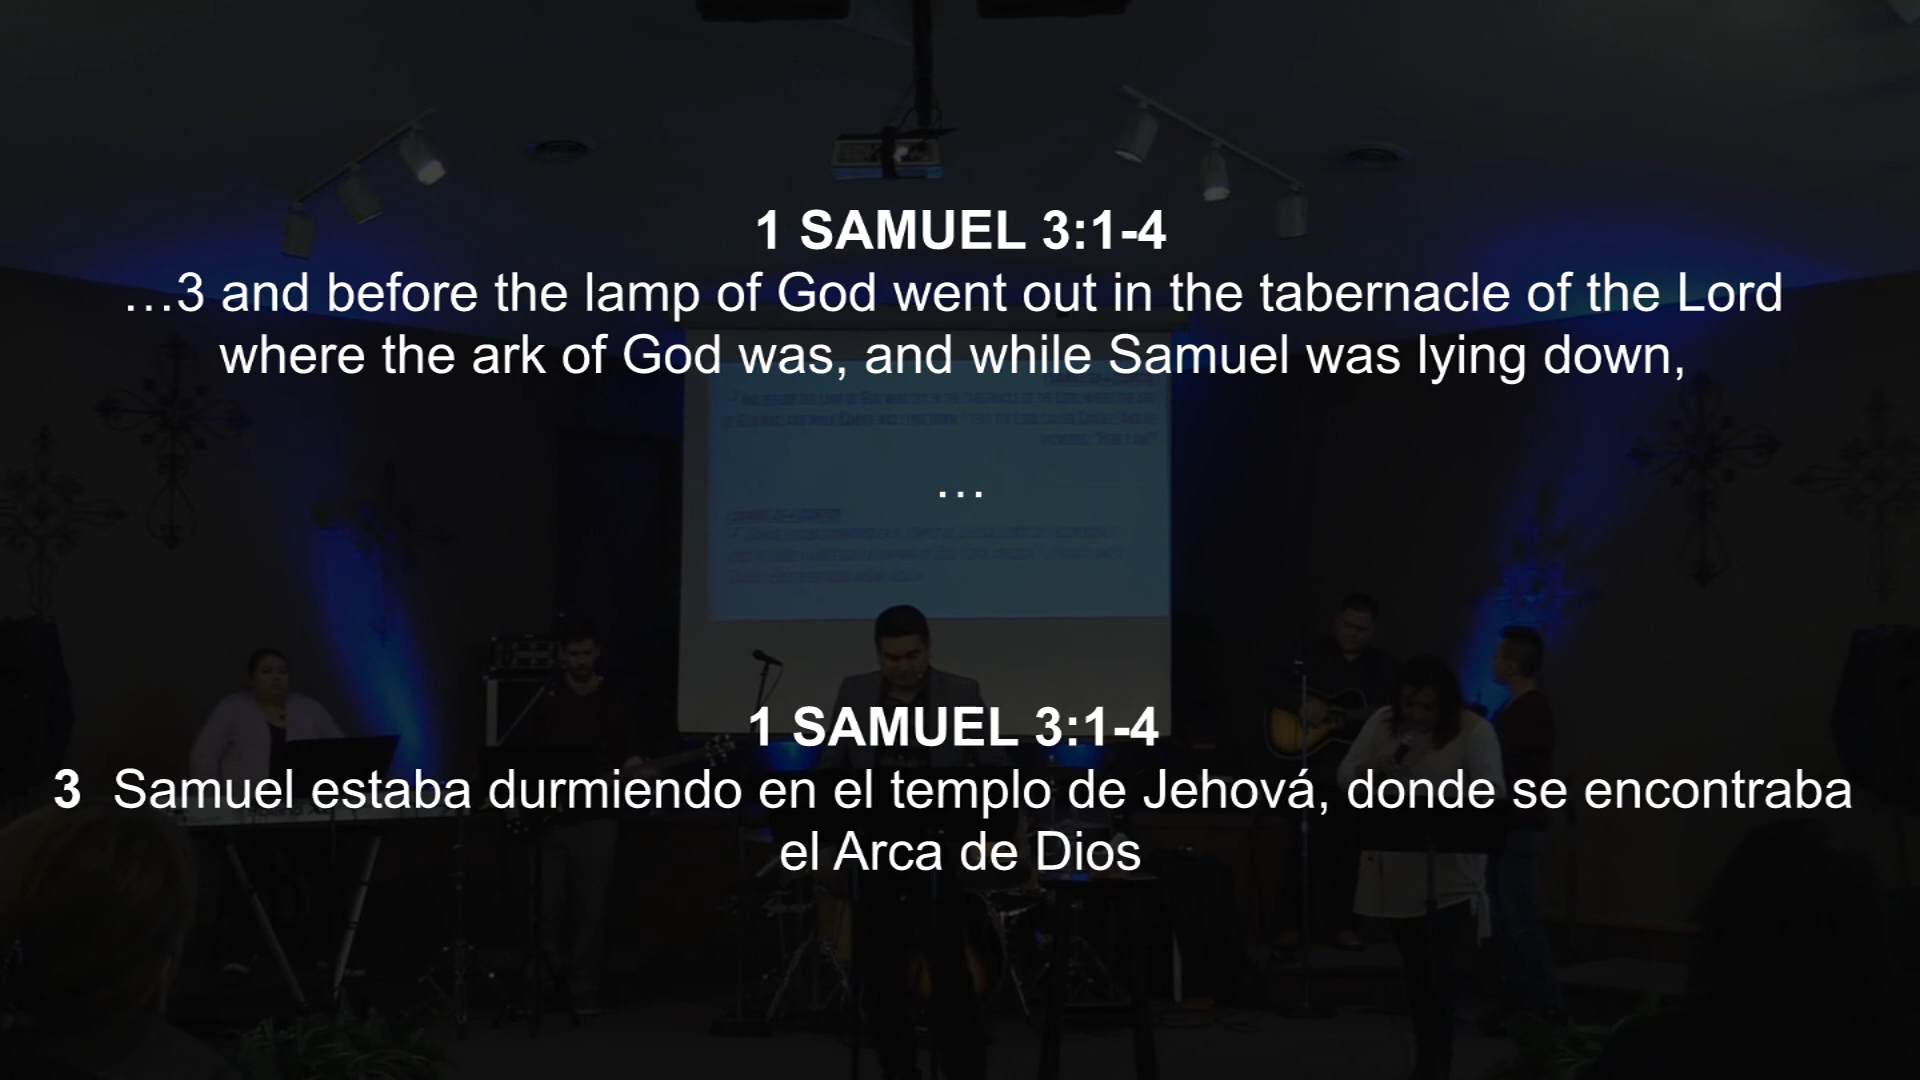 1 SAMUEL 3:1-4
…3 and before the lamp of God went out in the tabernacle of the Lord
where the ark of God was, and while Samuel was lying down,
…
1 SAMUEL 3:1-4
3 Samuel estaba durmiendo en el templo de Jehová, donde se encontraba
el Arca de Dios